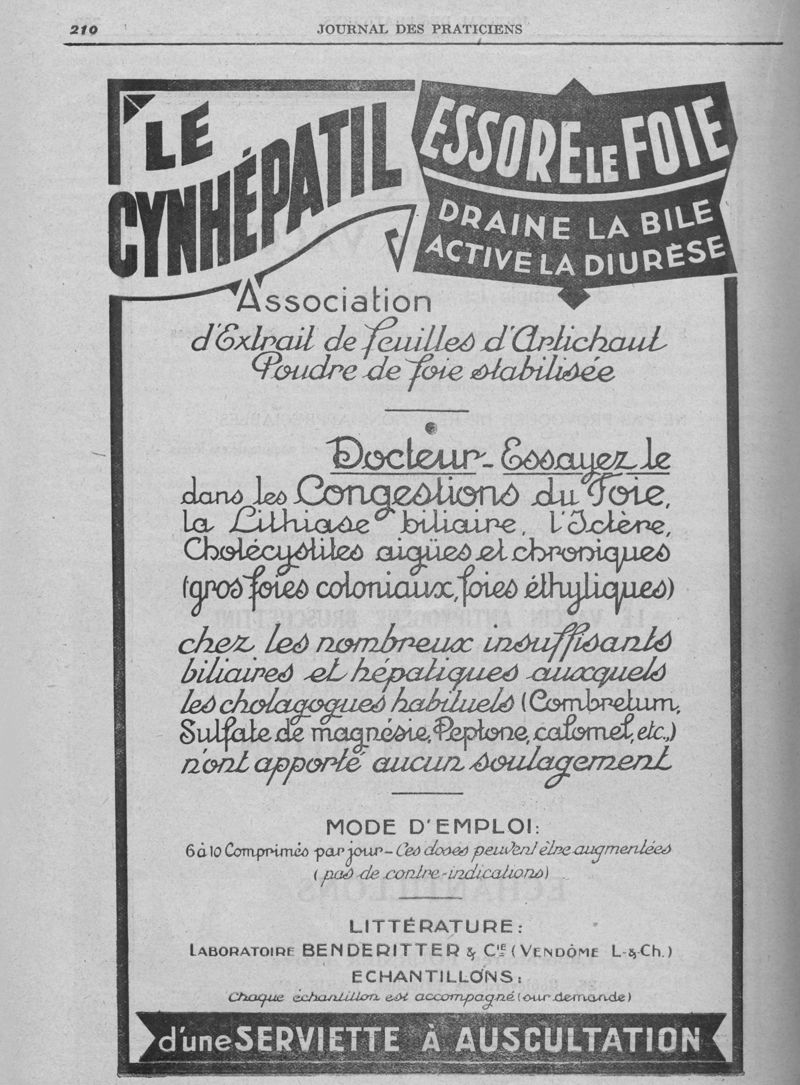 210
JOURNAL DES PRATICIENS
LE
CYNHÉPATIL
ESSORE LE FOIE
DRAINE LA BILE
ACTIVE LA DIURÈSE
Association
d'Extrait de feuilles d'Artichaut
Poudre de foie stabilisée
Docteur - Essayez le
dans les Congestions du Foie,
la Lithiase biliaire, l'Ictère,
Cholécystites aigües et chroniques
(gros foies coloniaux, foies éthyliques)
chez les nombreux insuffisants
biliaires et hépatiques auxquels
les cholagogues habituels (Combretum,
Sulfate de magnésie, Peptone, calomel, etc.,)
n'ont apporté aucun soulagement
MODE D'EMPLOI:
6 à 10 Comprimés par jour - Ces doses peuvent être augmentées
(pas de contre-indications)
LITTÉRATURE:
LABORATOIRE BENDERITTER & CIE (VENDÔME L-&-Ch.)
ECHANTILLONS:
Chaque échantillon est accompagné (sur demande)
d'une SERVIETTE À AUSCULTATION